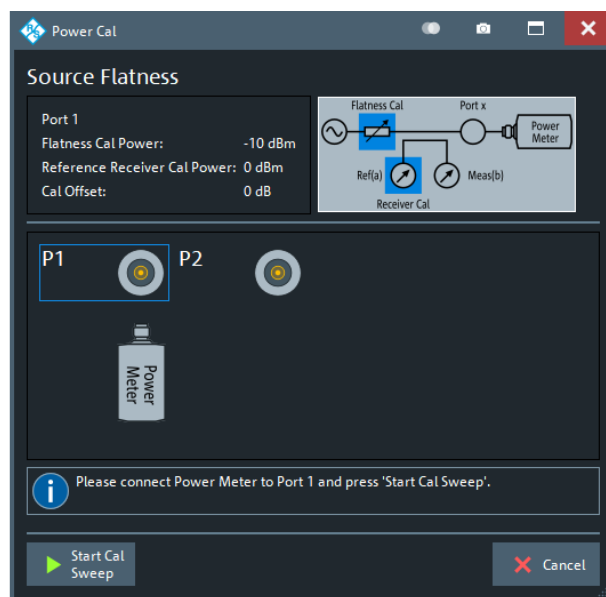 Power Cal
Source Flatness
Port 1
Flatness Cal Power: -10 dBm
Reference Receiver Cal Power: 0 dBm
Cal Offset: 0 dB
Flatness Cal
Port x
Power
Meter
Ref(a)
Meas(b)
Receiver Cal
P1
P2
Power
Meter
Please connect Power Meter to Port 1 and press 'Start Cal Sweep'.
Start Cal
Sweep
Cancel